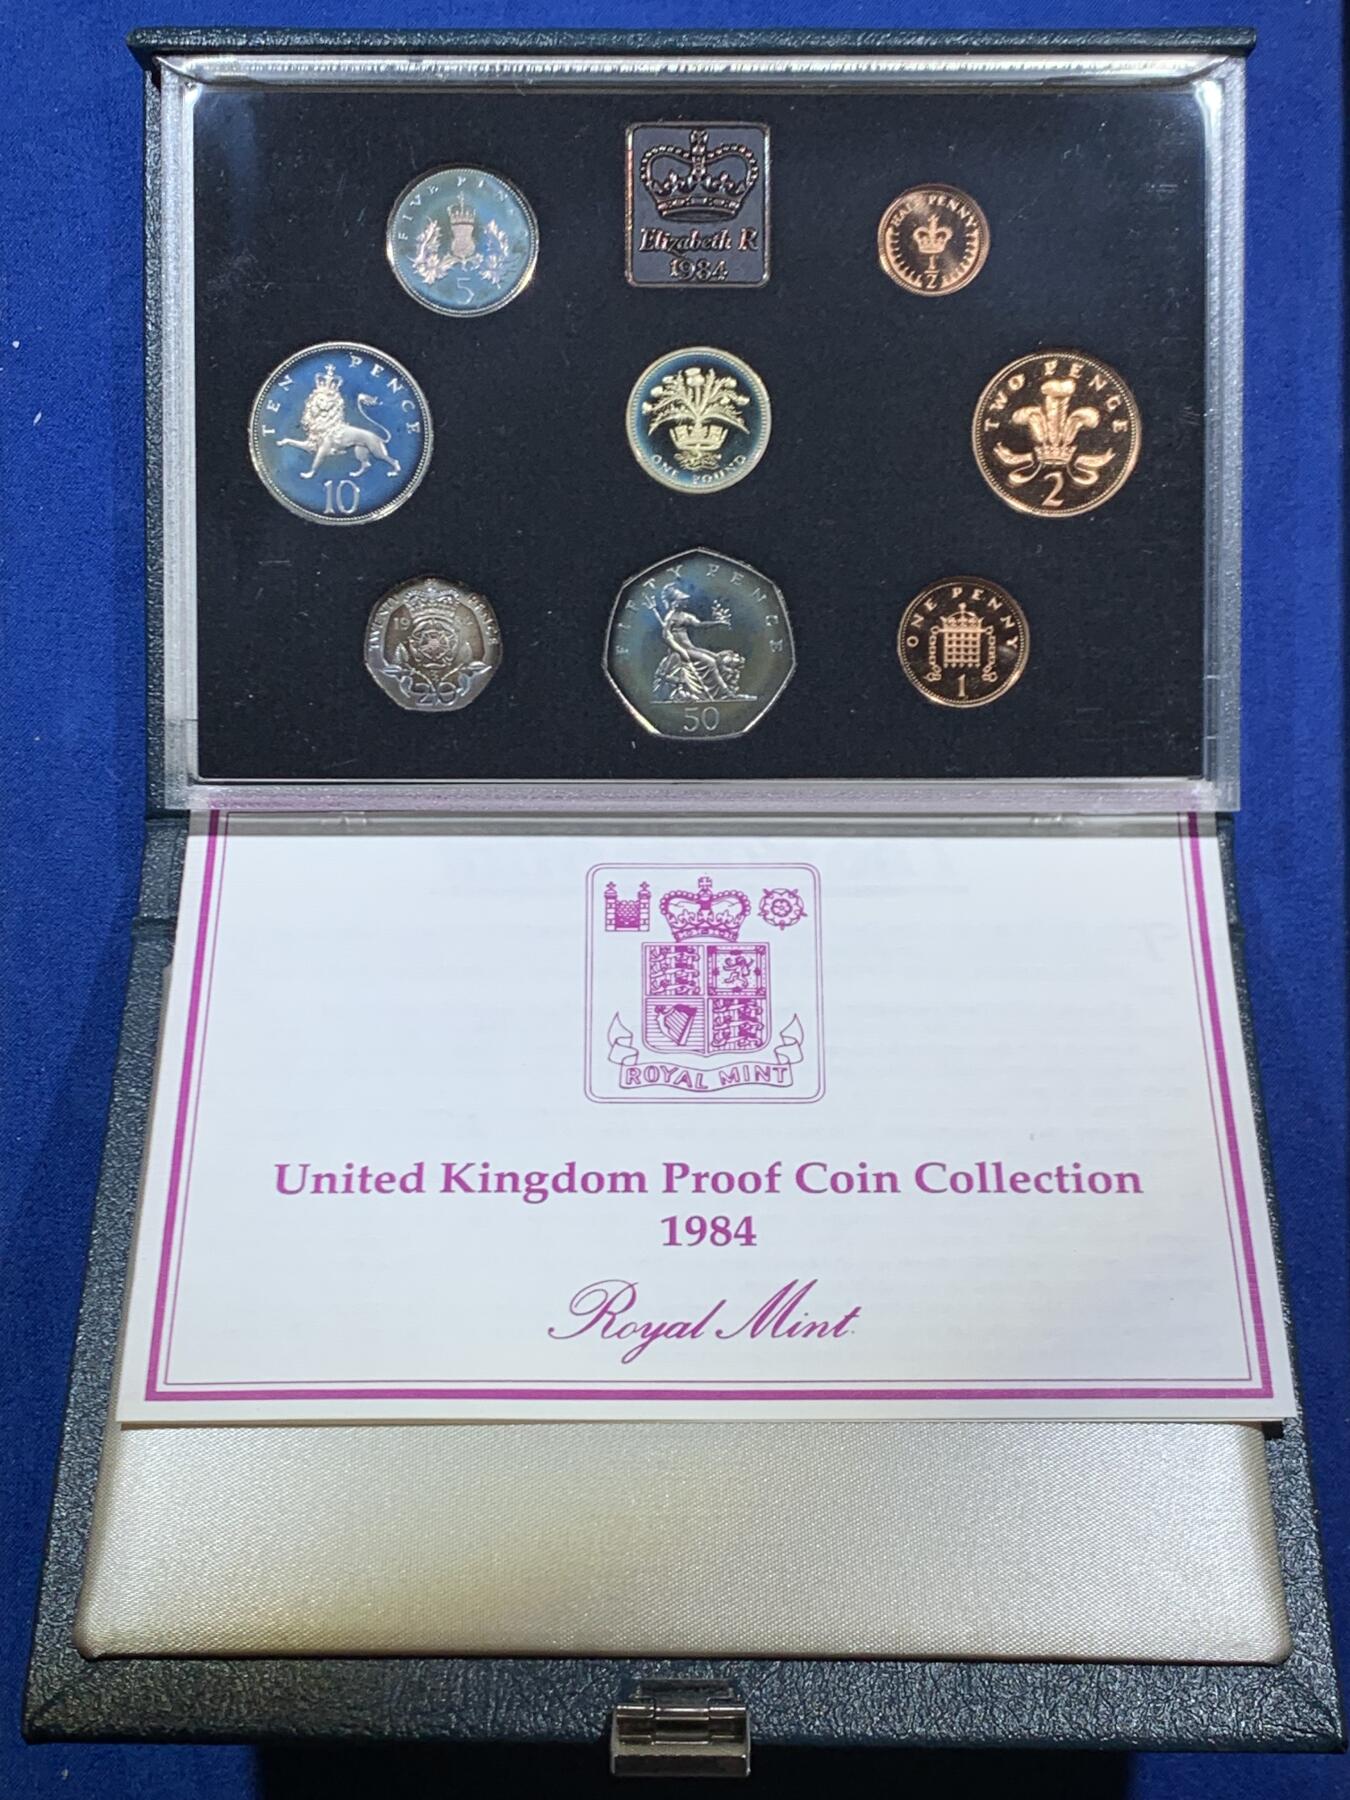 FIVE PENCE
5
Elizabeth R
1984
HALF PENNY
1/2
TEN PENCE
10
ONE POUND
TWO PENCE
2
TWENTY PENCE
19
20
FIFTY PENCE
50
ONE PENNY
1
ROYAL MINT
United Kingdom Proof Coin Collection
1984
Royal Mint